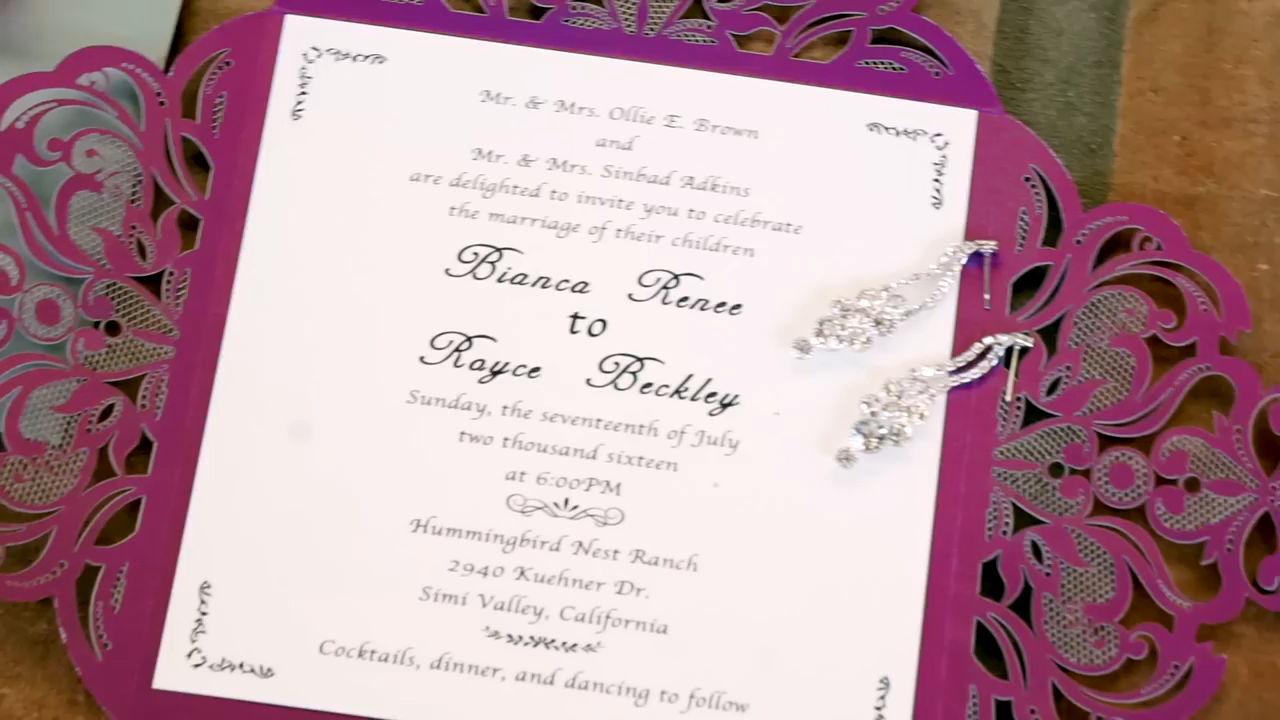 Mr. & Mrs. Ollie E. Brown
and
Mr. & Mrs. Sinbad Adkins
are delighted to invite you to celebrate
the marriage of their children
Bianca Renee
to
Rayce Beckley
Sunday, the seventeenth of July
two thousand sixteen
at 6:00PM
Hummingbird Nest Ranch
2940 Kuehner Dr.
Simi Valley, California
Cocktails, dinner, and dancing to follow